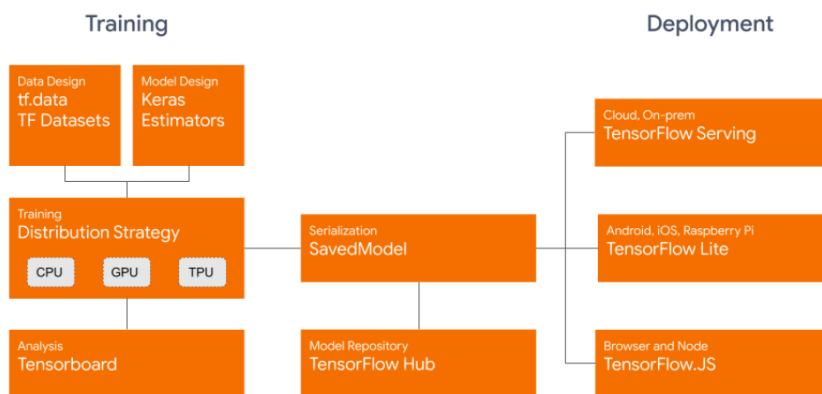 Training
Deployment
Data Design
tf.data
TF Datasets
Model Design
Keras
Estimators
Training
Distribution Strategy
CPU
GPU
TPU
Analysis
Tensorboard
Serialization
SavedModel
Model Repository
TensorFlow Hub
Cloud, On-prem
TensorFlow Serving
Android, iOS, Raspberry Pi
TensorFlow Lite
Browser and Node
TensorFlow.JS